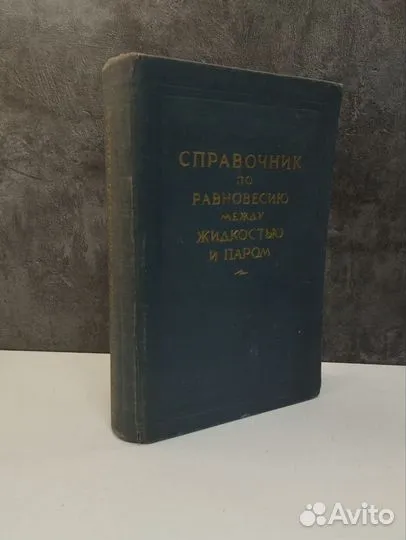 СПРАВОЧНИК
ПО
РАВНОВЕСИЮ
МЕЖДУ
ЖИДКОСТЬЮ
И ПАРОМ
Avito